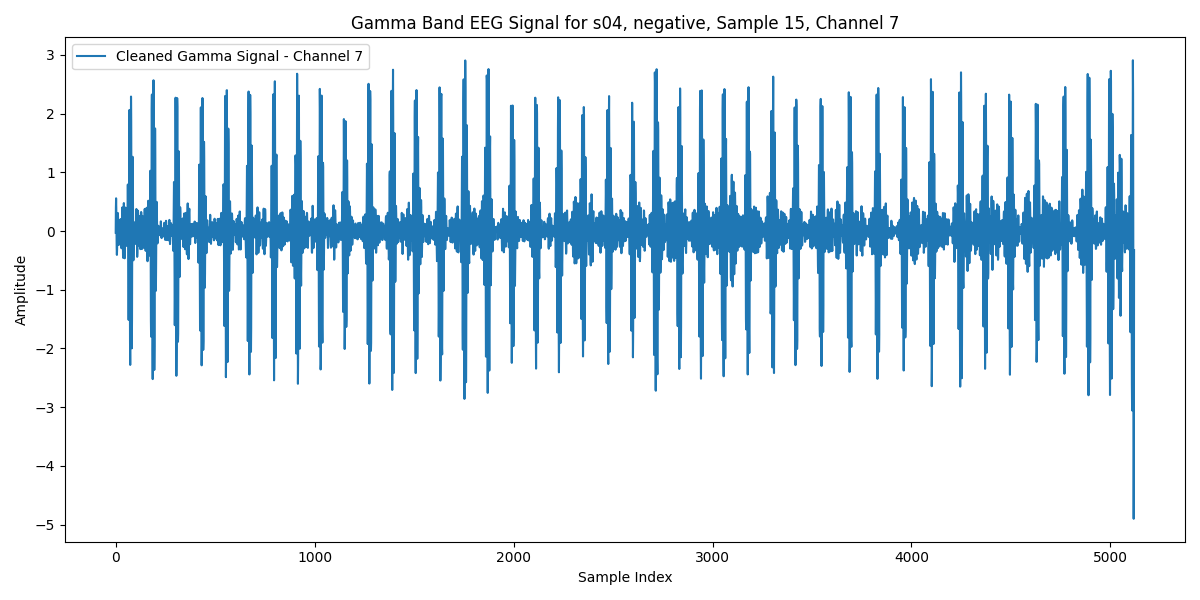 Gamma Band EEG Signal for s04, negative, Sample 15, Channel 7
Cleaned Gamma Signal - Channel 7
3
2
1
0
−1
−2
−3
−4
−5
Amplitude
0 1000 2000 3000 4000 5000
Sample Index